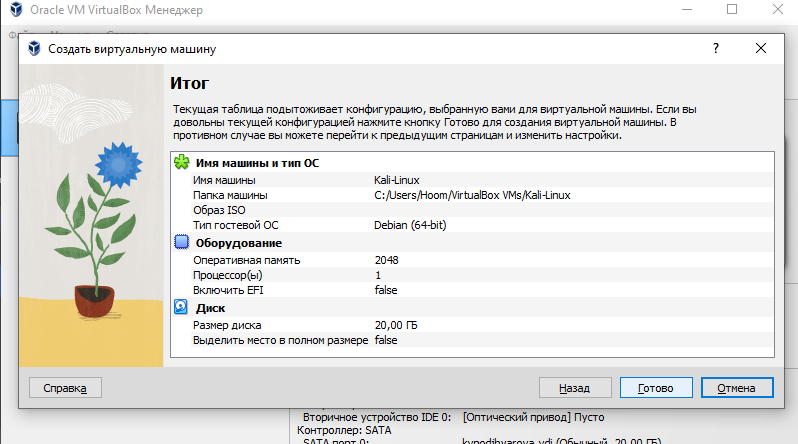 Oracle VM VirtualBox Менеджер
Создать виртуальную машину
?
Итог
Текущая таблица подытоживает конфигурацию, выбранную вами для виртуальной машины. Если вы
довольны текущей конфигурацией нажмите кнопку Готово для создания виртуальной машины. В
противном случае вы можете перейти к предыдущим страницам и изменить настройки.
Имя машины и тип ОС
Имя машины Kali-Linux
Папка машины C:/Users/Hoom/VirtualBox VMs/Kali-Linux
Образ ISO
Тип гостевой ОС Debian (64-bit)
Оборудование
Оперативная память 2048
Процессор(ы) 1
Включить EFI false
Диск
Размер диска 20,00 ГБ
Выделить место в полном размере false
Справка Назад Готово Отмена
Вторичное устройство IDE 0: [Оптический привод] Пусто
Контроллер: SATA
SATA порт 0: (Обычный, 20,00 ГБ)